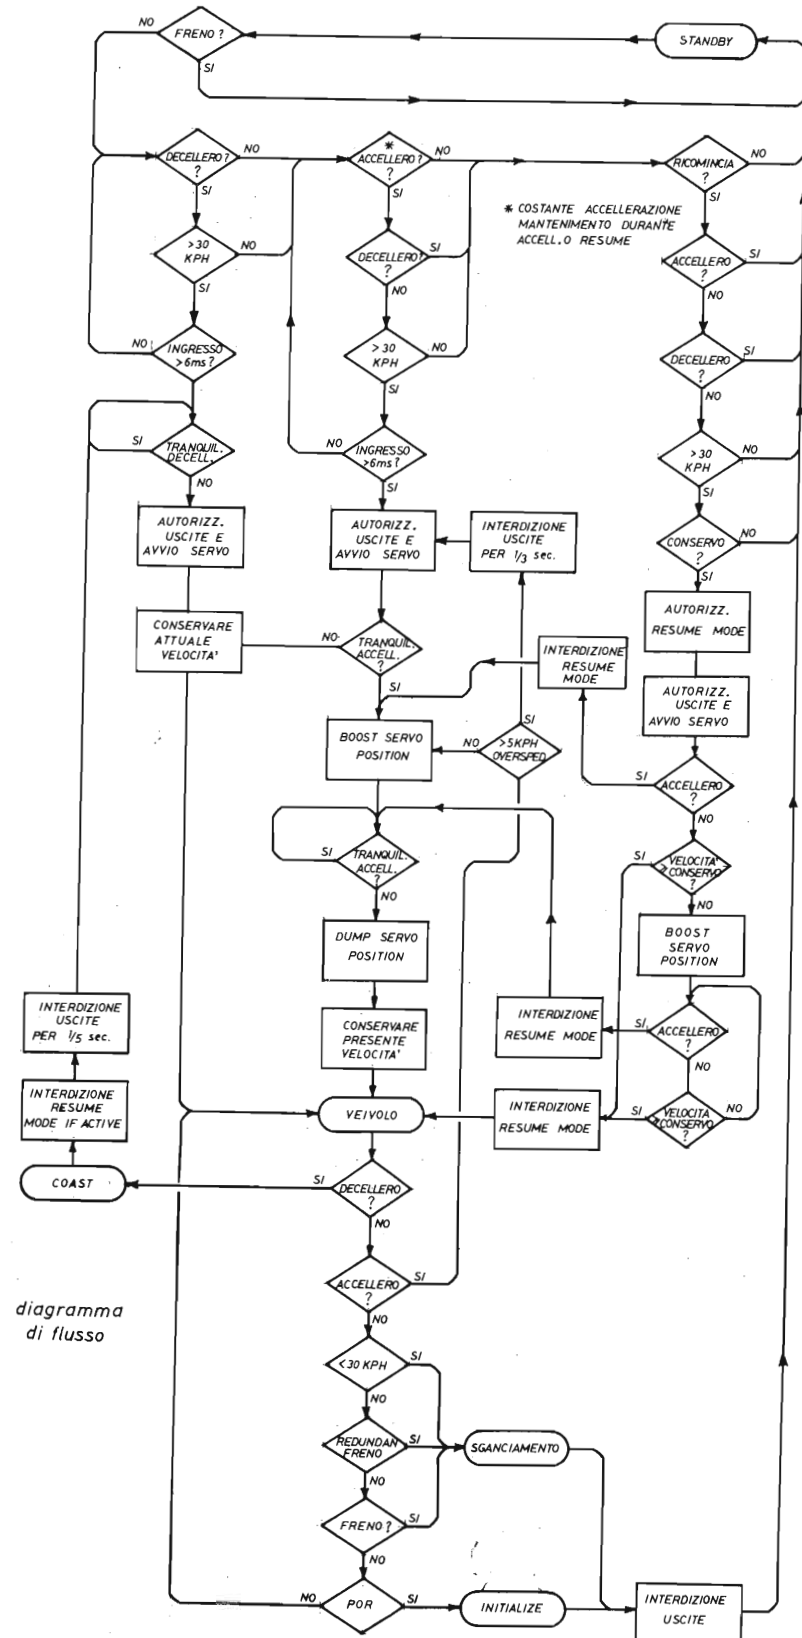 NO
FRENO ?
SI
STANDBY
DECELLERO ?
?
NO
SI
*
ACCELLERO ?
?
NO
SI
RICOMINCIA
?
NO
SI
* COSTANTE ACCELLERAZIONE
MANTENIMENTO DURANTE
ACCELL.O RESUME
>30
KPH
NO
SI
DECELLERO?
?
SI
NO
ACCELLERO
?
SI
NO
INGRESSO
>6ms?
NO
>30
KPH
NO
SI
DECELLERO
?
SI
NO
SI
TRANQUIL.
DECELL.
NO
NO
INGRESSO
>6ms?
SI
>30
KPH
NO
SI
AUTORIZZ.
USCITE E
AVVIO SERVO
AUTORIZZ.
USCITE E
AVVIO SERVO
INTERDIZIONE
USCITE
PER 1/3 sec.
CONSERVO
?
NO
SI
CONSERVARE
ATTUALE
VELOCITA'
NO
TRANQUIL.
ACCELL.
?
SI
INTERDIZIONE
RESUME
MODE
AUTORIZZ.
RESUME MODE
AUTORIZZ.
USCITE E
AVVIO SERVO
BOOST SERVO
POSITION
NO
>5KPH
OVERSPED
SI
SI
ACCELLERO
?
NO
SI
TRANQUIL.
ACCELL.
?
NO
SI
VELOCITA'
≥CONSERVO
?
NO
DUMP SERVO
POSITION
BOOST
SERVO
POSITION
INTERDIZIONE
USCITE
PER 1/5 sec.
CONSERVARE
PRESENTE
VELOCITA'
INTERDIZIONE
RESUME MODE
SI
ACCELLERO
?
NO
INTERDIZIONE
RESUME
MODE IF ACTIVE
VEIVOLO
INTERDIZIONE
RESUME MODE
SI
VELOCITA
≥CONSERVO
?
NO
COAST
SI
DECELLERO
?
NO
ACCELLERO
?
SI
NO
diagramma
di flusso
<30 KPH
SI
NO
REDUNDAN
FRENO
SI
NO
SGANCIAMENTO
FRENO ?
SI
NO
NO
POR
SI
INITIALIZE
INTERDIZIONE
USCITE